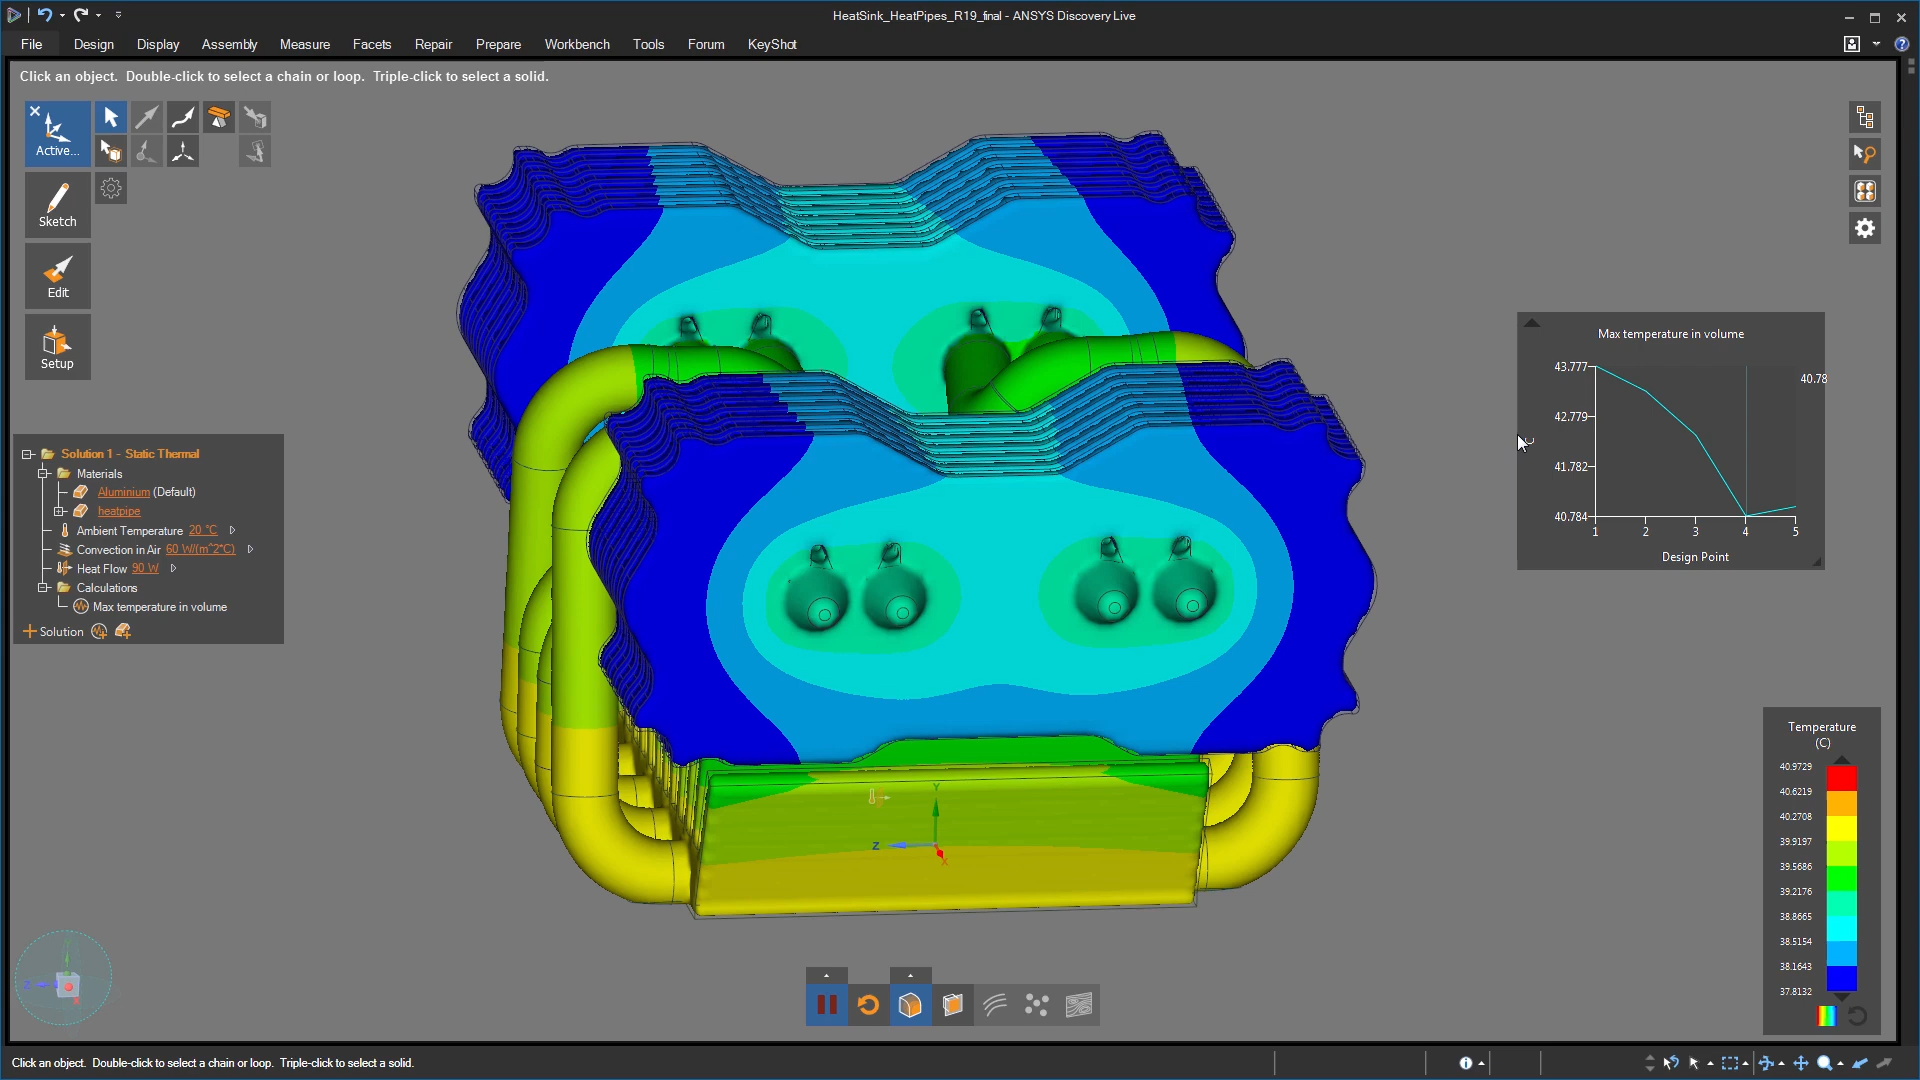 HeatSink_HeatPipes_R19_final - ANSYS Discovery Live
File Design Display Assembly Measure Facets Repair Prepare Workbench Tools Forum KeyShot
Click an object. Double-click to select a chain or loop. Triple-click to select a solid.
Active...
Sketch
Edit
Setup
Solution 1 - Static Thermal
Materials
Aluminium (Default)
heatpipe
Ambient Temperature 20 °C
Convection in Air 60 W/(m^2°C)
Heat Flow 90 W
Calculations
Max temperature in volume
Solution
Max temperature in volume
43.777
40.78
42.779
C
41.782
40.784
1 2 3 4 5
Design Point
Temperature
(C)
40.9729
40.6219
40.2708
39.9197
39.5686
39.2176
38.8665
38.5154
38.1643
37.8132
Y
Z
X
Y
Z
X
Click an object. Double-click to select a chain or loop. Triple-click to select a solid.